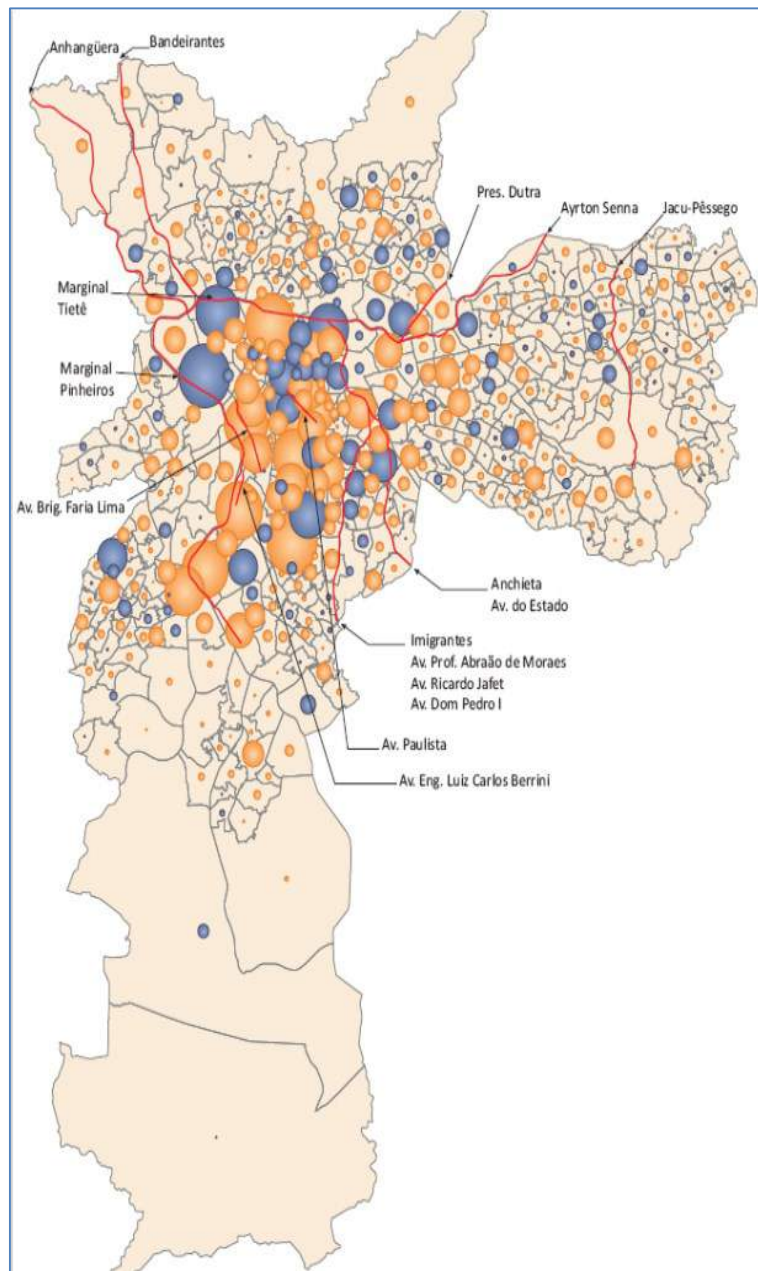 Bandeirantes
Anhangüera
Pres. Dutra
Ayrton Senna
Jacu-Pêssego
Marginal
Tietê
Marginal
Pinheiros
Av. Brig. Faria Lima
Anchieta
Av. do Estado
Imigrantes
Av. Prof. Abraão de Moraes
Av. Ricardo Jafet
Av. Dom Pedro I
Av. Paulista
Av. Eng. Luiz Carlos Berrini